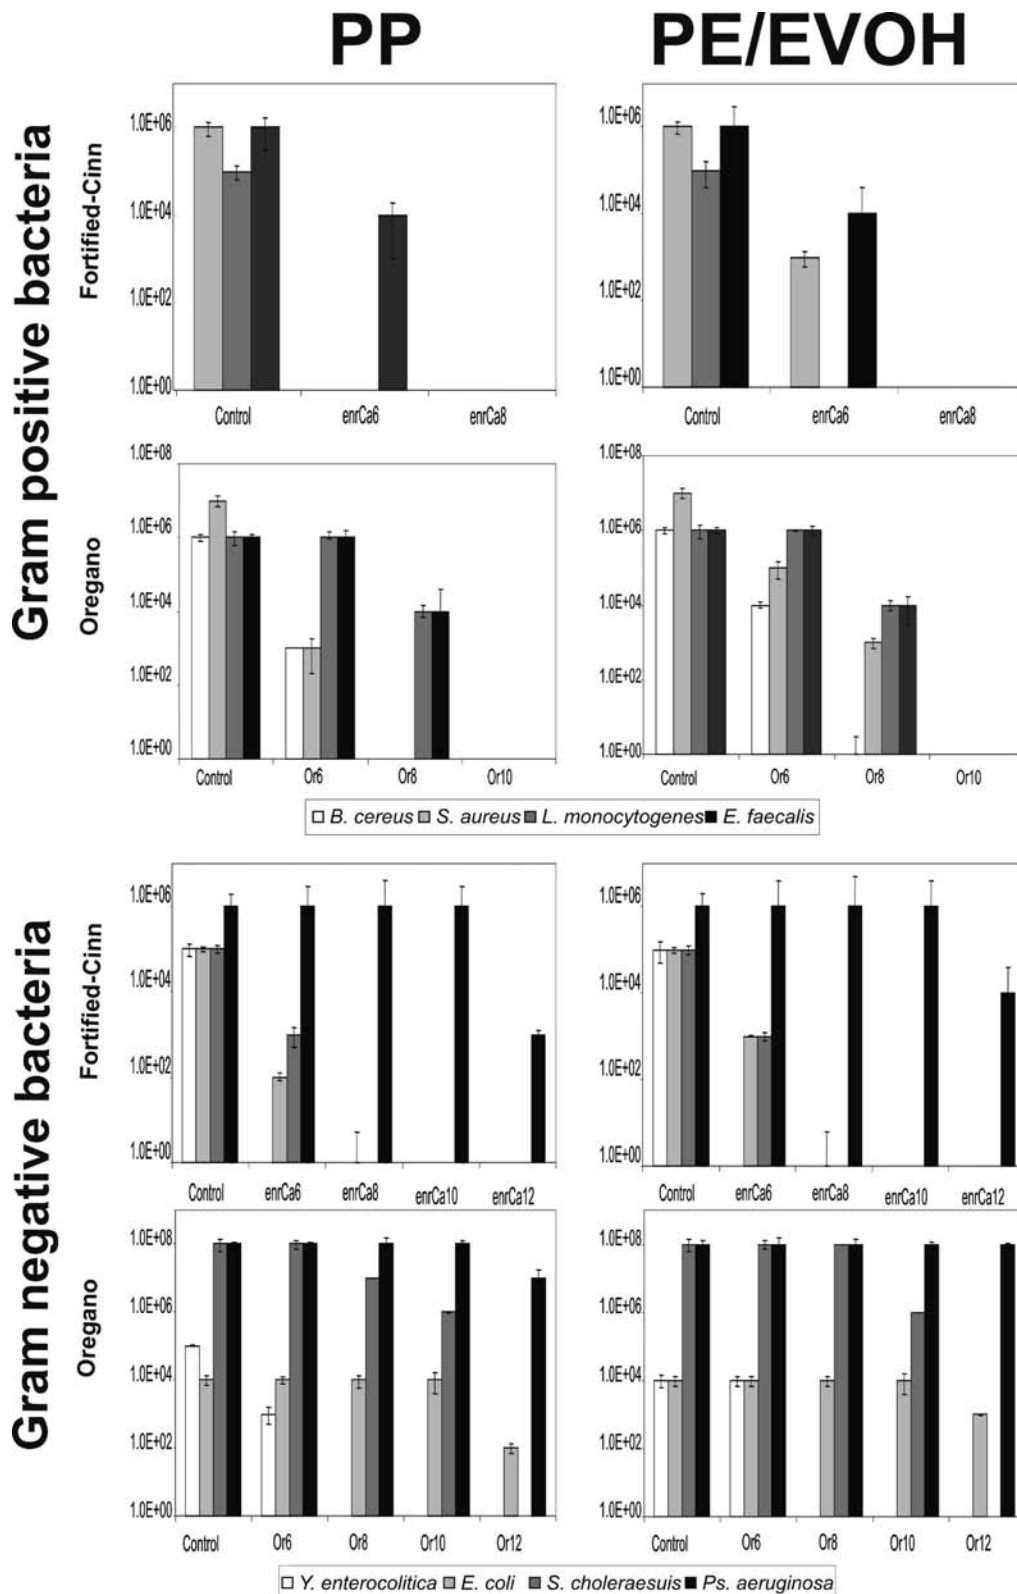 PP PE/EVOH
Gram positive bacteria
Fortified-Cinn
1.0E+06
1.0E+04
1.0E+02
1.0E+00
Control enrCa6 enrCa8
1.0E+06
1.0E+04
1.0E+02
1.0E+00
Control enrCa6 enrCa8
Oregano
1.0E+08
1.0E+06
1.0E+04
1.0E+02
1.0E+00
Control Or6 Or8 Or10
1.0E+08
1.0E+06
1.0E+04
1.0E+02
1.0E+00
Control Or6 Or8 Or10
B. cereus S. aureus L. monocytogenes E. faecalis
Gram negative bacteria
Fortified-Cinn
1.0E+06
1.0E+04
1.0E+02
1.0E+00
Control enrCa6 enrCa8 enrCa10 enrCa12
1.0E+06
1.0E+04
1.0E+02
1.0E+00
Control enrCa6 enrCa8 enrCa10 enrCa12
Oregano
1.0E+08
1.0E+06
1.0E+04
1.0E+02
1.0E+00
Control Or6 Or8 Or10 Or12
1.0E+08
1.0E+06
1.0E+04
1.0E+02
1.0E+00
Control Or6 Or8 Or10 Or12
Y. enterocolitica E. coli S. choleraesuis Ps. aeruginosa